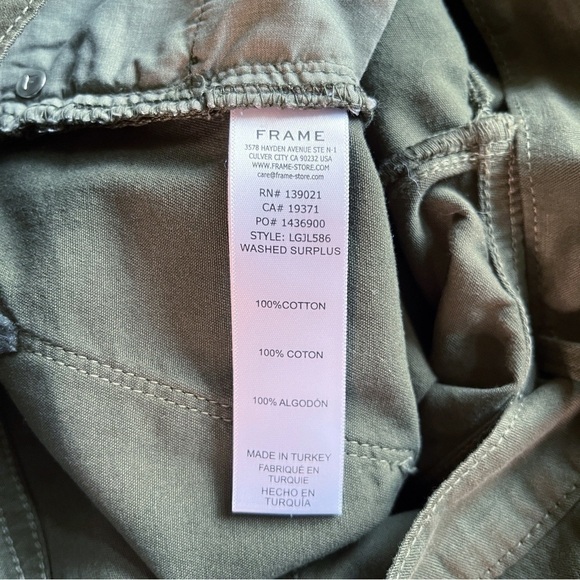 FRAME
3578 HAYDEN AVENUE STE N-1
CULVER CITY CA 90232 USA
WWW.FRAME-STORE.COM
care@frame-store.com
RN# 139021
CA# 19371
PO# 1436900
STYLE: LGJL586
WASHED SURPLUS
100%COTTON
100% COTON
100% ALGODÓN
MADE IN TURKEY
FABRIQUÉ EN
TURQUIE
HECHO EN
TURQUÍA